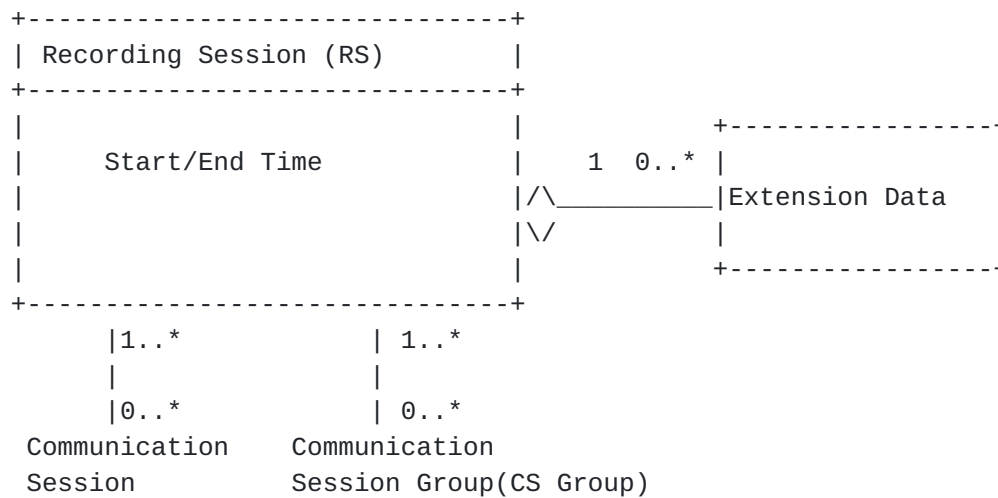 +-------------------------------+
| Recording Session (RS)        |
+-------------------------------+
|                               |            +-----------------+
|     Start/End Time            |    1  0..* |
|                               |/\__________|Extension Data
|                               |\/          |
|                               |            +-----------------+
+-------------------------------+
      |1..*            | 1..*
      |                |
      |0..*            | 0..*
 Communication    Communication
 Session          Session Group(CS Group)